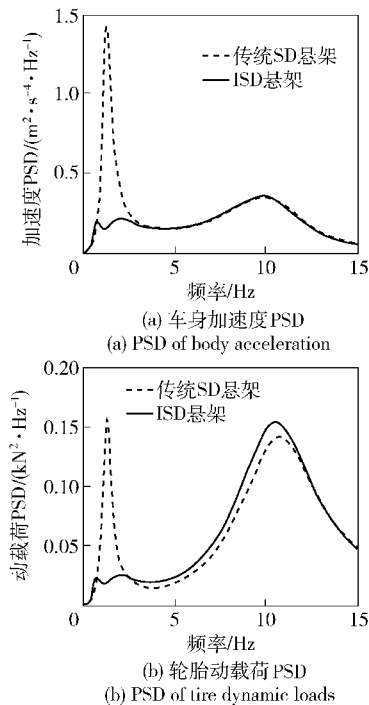 1.5
1.0
0.5
加速度PSD/(m²·s⁻⁴·Hz⁻¹)
传统SD悬架
ISD悬架
0 5 10 15
频率/Hz
(a) 车身加速度PSD
(a) PSD of body acceleration
0.20
0.15
0.10
0.05
动载荷PSD/(kN²·Hz⁻¹)
传统SD悬架
ISD悬架
0 5 10 15
频率/Hz
(b) 轮胎动载荷PSD
(b) PSD of tire dynamic loads